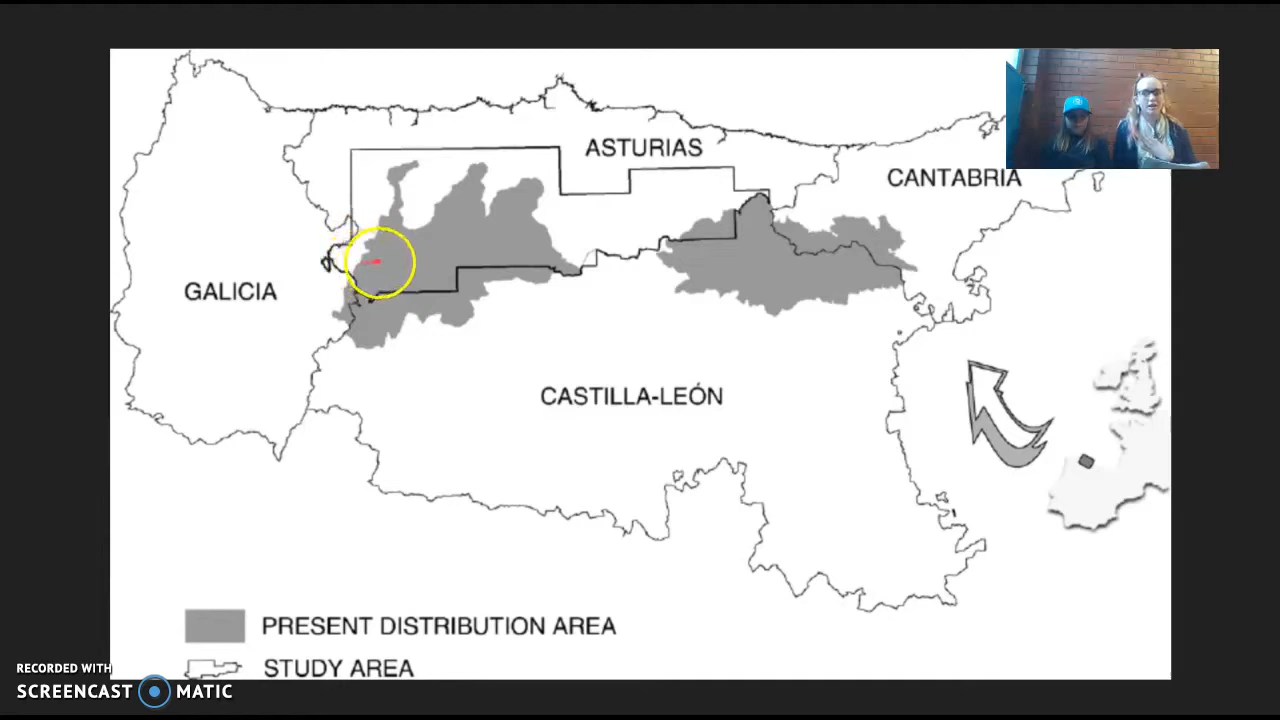 ASTURIAS
CANTABRIA
GALICIA
CASTILLA-LEÓN
PRESENT DISTRIBUTION AREA
STUDY AREA
RECORDED WITH
SCREENCAST MATIC